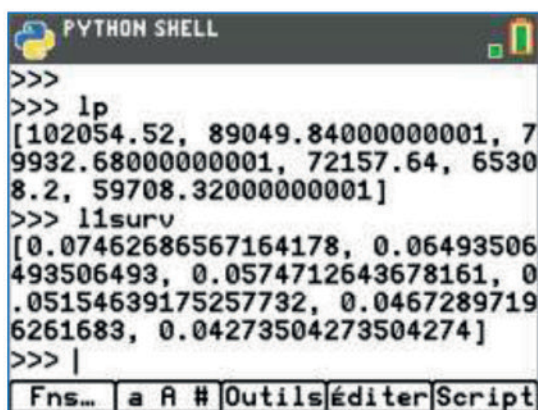 PYTHON SHELL
>>>
>>> lp
[102054.52, 89049.84000000001, 7
9932.68000000001, 72157.64, 6530
8.2, 59708.32000000001]
>>> l1surv
[0.07462686567164178, 0.06493506
493506493, 0.0574712643678161, 0
.05154639175257732, 0.0467289719
6261683, 0.04273504273504274]
>>> |
Fns… a A # Outils Éditer Script